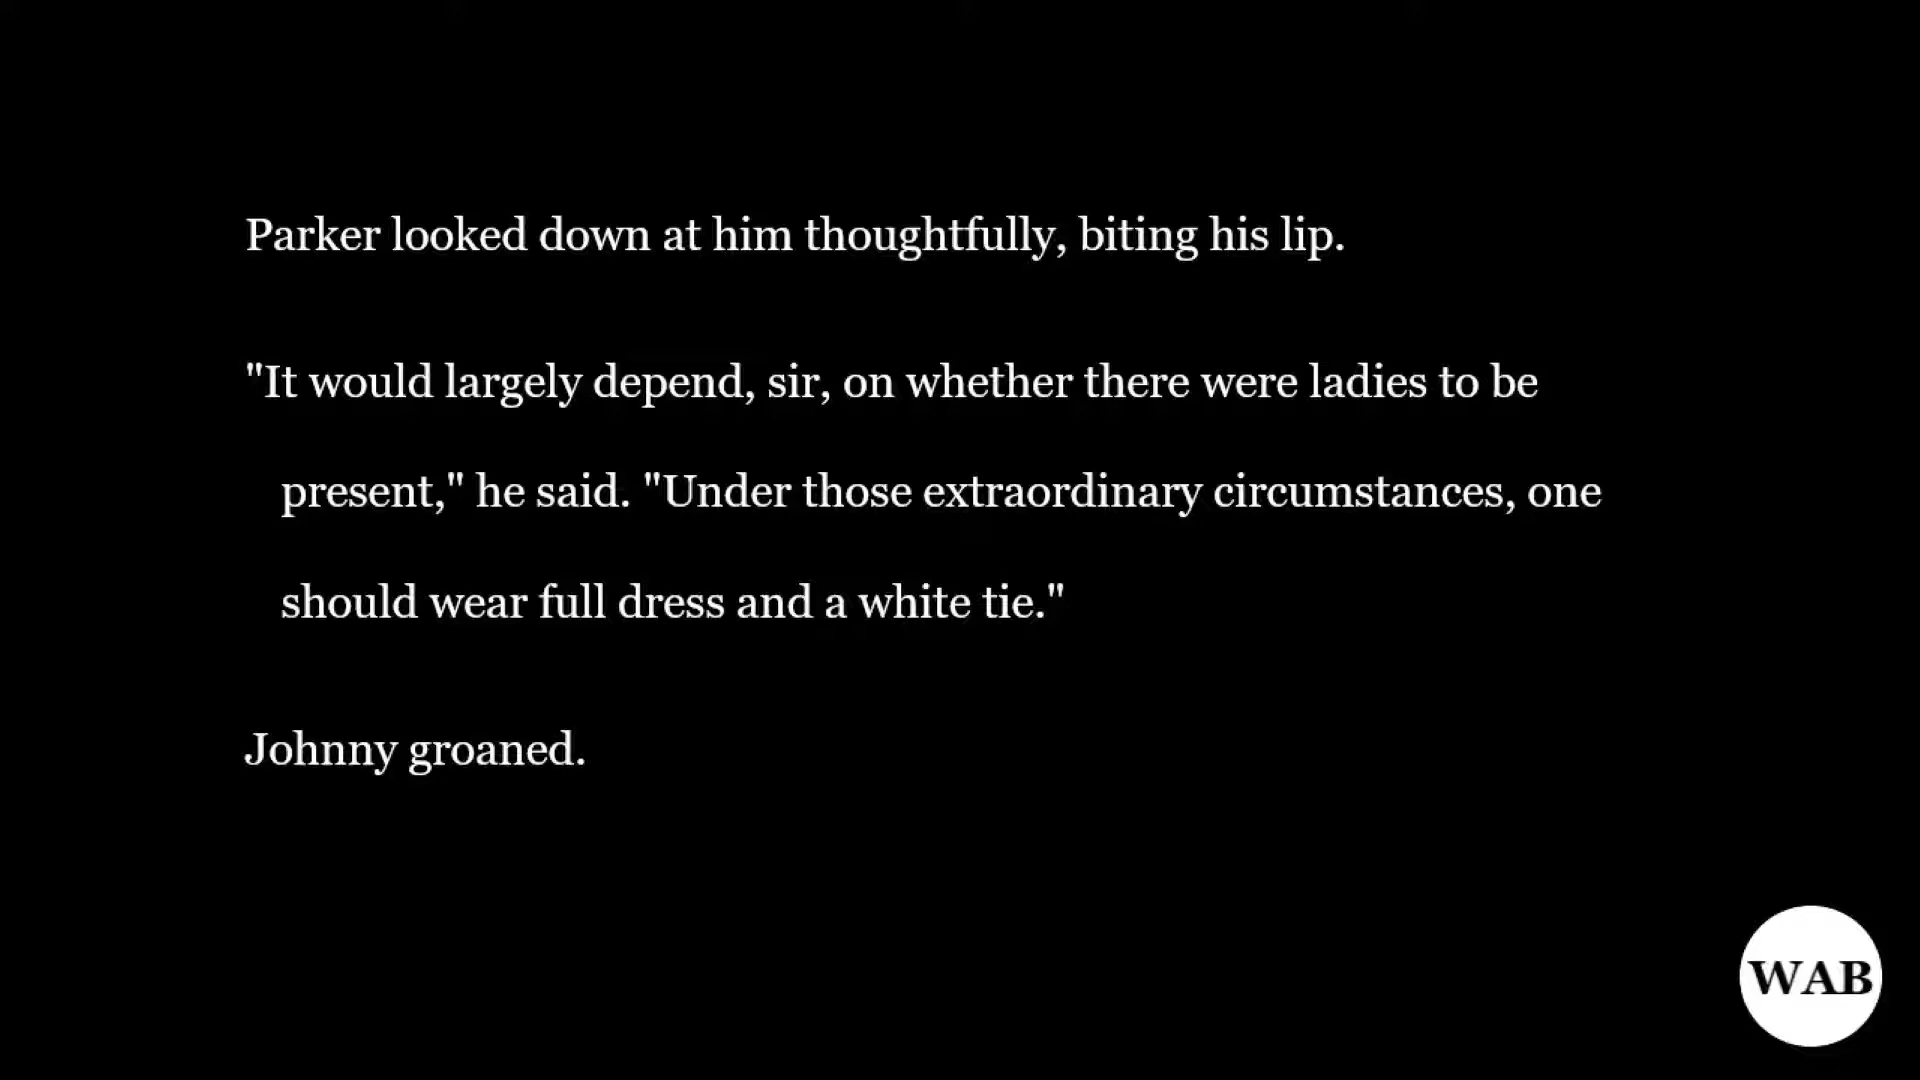 Parker looked down at him thoughtfully, biting his lip.
"It would largely depend, sir, on whether there were ladies to be
present," he said. "Under those extraordinary circumstances, one
should wear full dress and a white tie."
Johnny groaned.
WAB